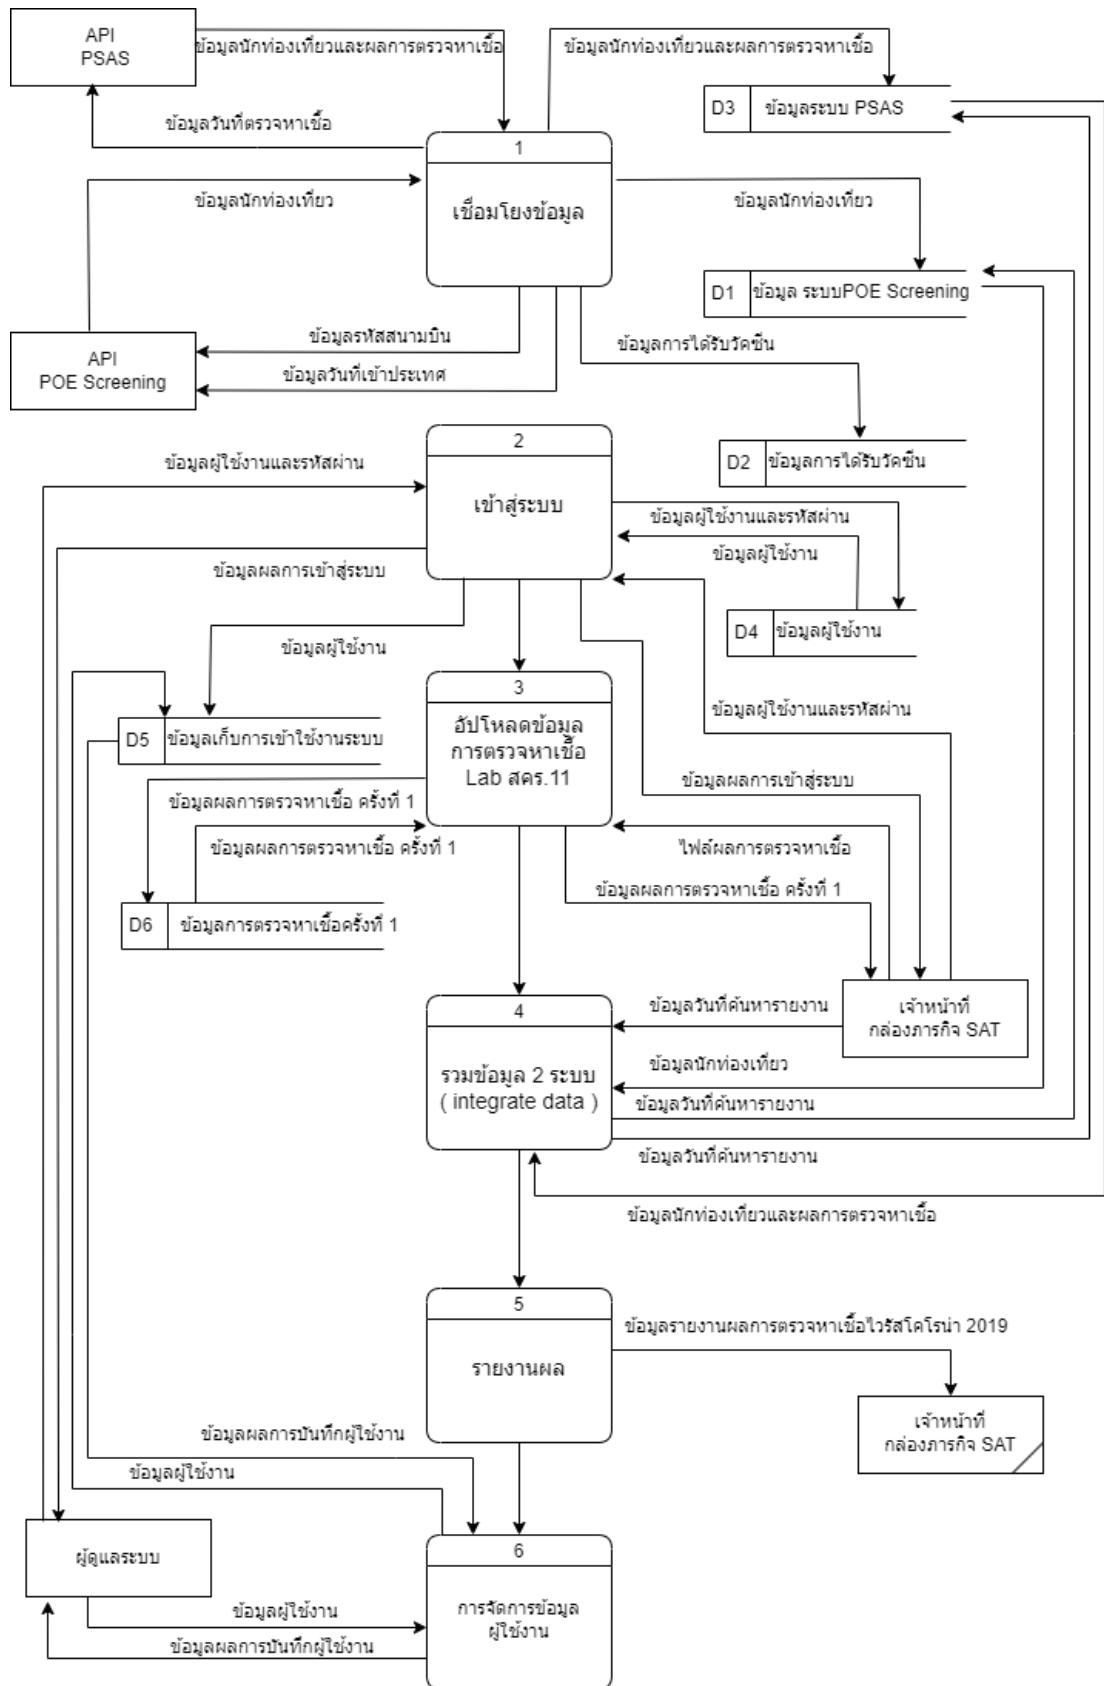 API
PSAS
ข้อมูลนักท่องเที่ยวและผลการตรวจหาเชื้อ
ข้อมูลนักท่องเที่ยวและผลการตรวจหาเชื้อ
D3
ข้อมูลระบบ PSAS
ข้อมูลวันที่ตรวจหาเชื้อ
1
เชื่อมโยงข้อมูล
ข้อมูลนักท่องเที่ยว
ข้อมูลนักท่องเที่ยว
D1
ข้อมูล ระบบPOE Screening
ข้อมูลรหัสสนามบิน
ข้อมูลการได้รับวัคซีน
API
POE Screening
ข้อมูลวันที่เข้าประเทศ
2
เข้าสู่ระบบ
ข้อมูลผู้ใช้งานและรหัสผ่าน
D2
ข้อมูลการได้รับวัคซีน
ข้อมูลผู้ใช้งานและรหัสผ่าน
ข้อมูลผู้ใช้งาน
ข้อมูลผลการเข้าสู่ระบบ
D4
ข้อมูลผู้ใช้งาน
ข้อมูลผู้ใช้งาน
3
อัปโหลดข้อมูล
การตรวจหาเชื้อ
Lab สคร.11
ข้อมูลผู้ใช้งานและรหัสผ่าน
D5
ข้อมูลเก็บการเข้าใช้งานระบบ
ข้อมูลผลการเข้าสู่ระบบ
ข้อมูลผลการตรวจหาเชื้อ ครั้งที่ 1
ข้อมูลผลการตรวจหาเชื้อ ครั้งที่ 1
ไฟล์ผลการตรวจหาเชื้อ
ข้อมูลผลการตรวจหาเชื้อ ครั้งที่ 1
D6
ข้อมูลการตรวจหาเชื้อครั้งที่ 1
4
รวมข้อมูล 2 ระบบ
( integrate data )
ข้อมูลวันที่ค้นหารายงาน
เจ้าหน้าที่
กล่องภารกิจ SAT
ข้อมูลนักท่องเที่ยว
ข้อมูลวันที่ค้นหารายงาน
ข้อมูลวันที่ค้นหารายงาน
ข้อมูลนักท่องเที่ยวและผลการตรวจหาเชื้อ
5
รายงานผล
ข้อมูลรายงานผลการตรวจหาเชื้อไวรัสโคโรน่า 2019
เจ้าหน้าที่
กล่องภารกิจ SAT
ข้อมูลผลการบันทึกผู้ใช้งาน
ข้อมูลผู้ใช้งาน
6
การจัดการข้อมูล
ผู้ใช้งาน
ผู้ดูแลระบบ
ข้อมูลผู้ใช้งาน
ข้อมูลผลการบันทึกผู้ใช้งาน